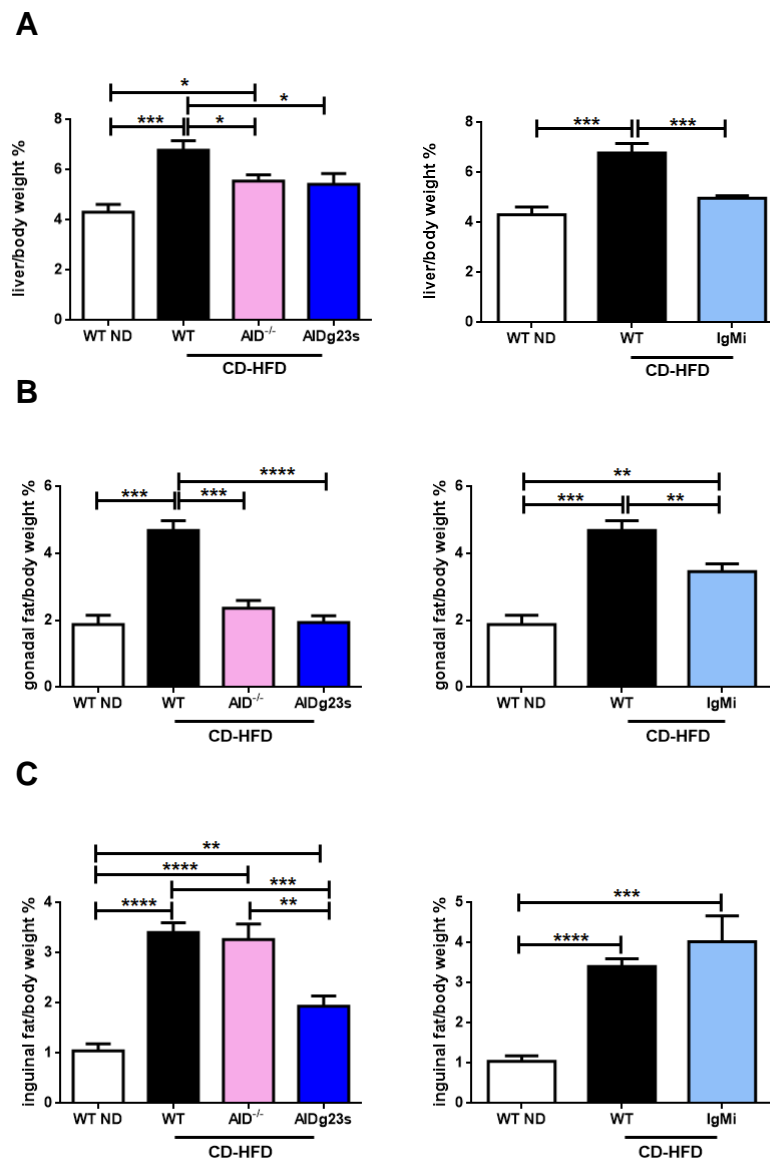 A
*
*
*** *
liver/body weight %
8
6
4
2
0
WT ND WT AID-/- AIDg23s
CD-HFD
*** ***
liver/body weight %
8
6
4
2
0
WT ND WT IgMi
CD-HFD
B
****
*** ***
gonadal fat/body weight %
6
4
2
0
WT ND WT AID-/- AIDg23s
CD-HFD
**
*** **
gonadal fat/body weight %
6
4
2
0
WT ND WT IgMi
CD-HFD
C
**
****
***
**** **
inguinal fat/body weight %
4
3
2
1
0
WT ND WT AID-/- AIDg23s
CD-HFD
***
****
inguinal fat/body weight %
5
4
3
2
1
0
WT ND WT IgMi
CD-HFD